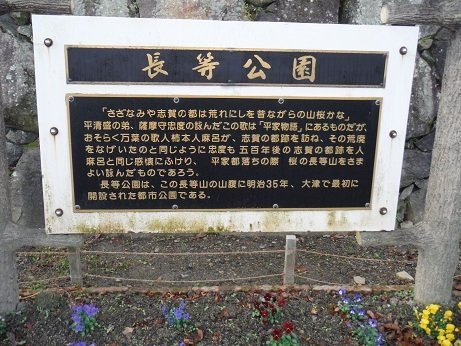 長等公園
「さざなみや志賀の都は荒れにしを昔ながらの山桜かな」
平清盛の弟、薩摩守忠度の詠んだこの歌は「平家物語」にあるものだが、
おそらく万葉の歌人柿本人麻呂が、志賀の都跡を訪ね、その荒廃
をなげいたのと同じように忠度も五百年後の志賀の都跡を人
麻呂と同じ感懐にふけり、平家都落ちの際桜の長等山をさま
よい詠んだものであろう。
長等公園は、この長等山の山腹に明治35年、大津で最初に
開設された都市公園である。